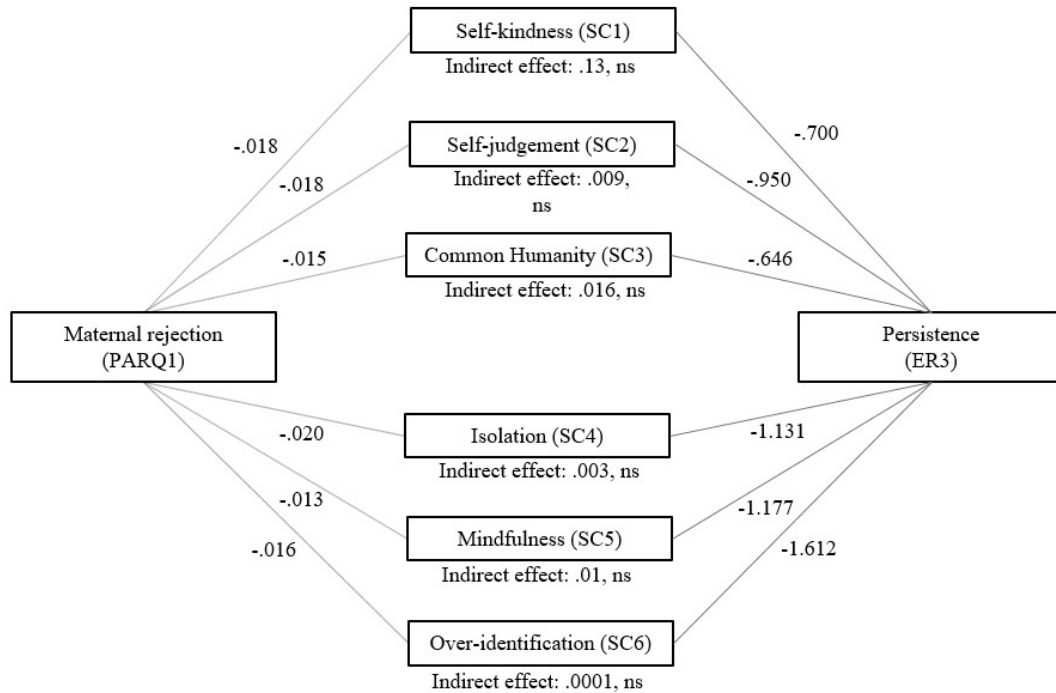 Self-kindness (SC1)
Indirect effect: .13, ns
-.018
-.700
Self-judgement (SC2)
Indirect effect: .009,
ns
-.018
-.950
Common Humanity (SC3)
Indirect effect: .016, ns
-.015
-.646
Maternal rejection
(PARQ1)
Persistence
(ER3)
Isolation (SC4)
Indirect effect: .003, ns
-.020
-1.131
Mindfulness (SC5)
Indirect effect: .01, ns
-.013
-1.177
-.016
-1.612
Over-identification (SC6)
Indirect effect: .0001, ns